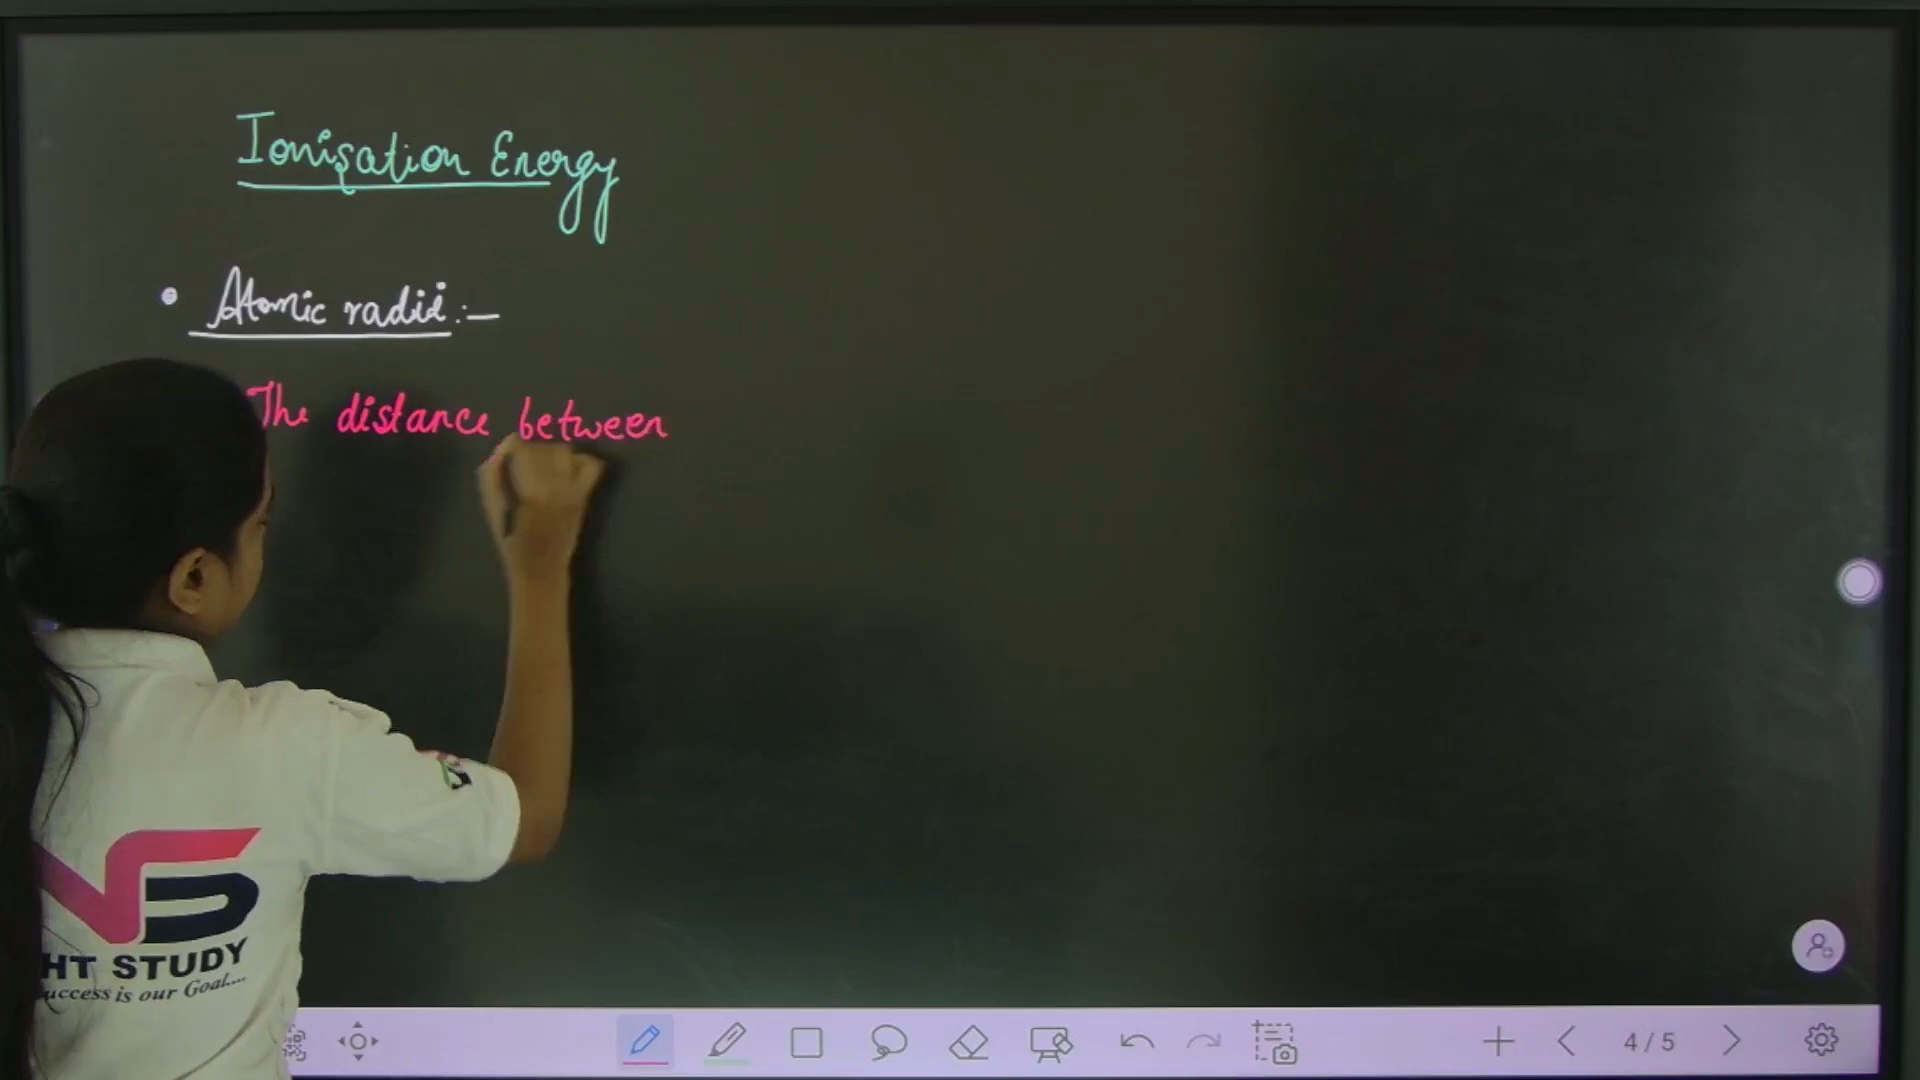 Ionisation Energy
• Atomic radii :-
The distance between
HT STUDY
uccess is our Goal....
4 / 5